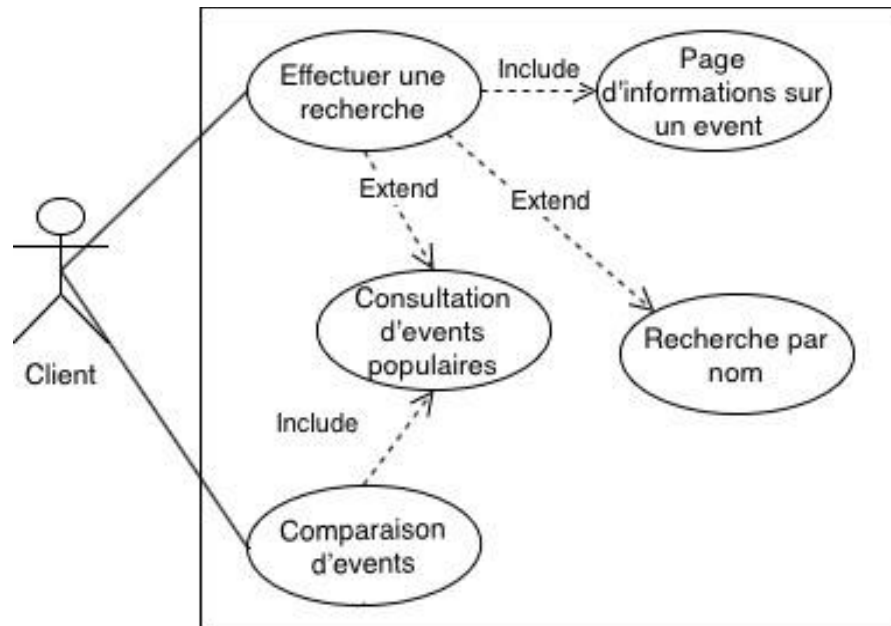 Effectuer une
recherche
Include
Page
d'informations sur
un event
Extend
Extend
Consultation
d'events
populaires
Recherche par
nom
Client
Include
Comparaison
d'events